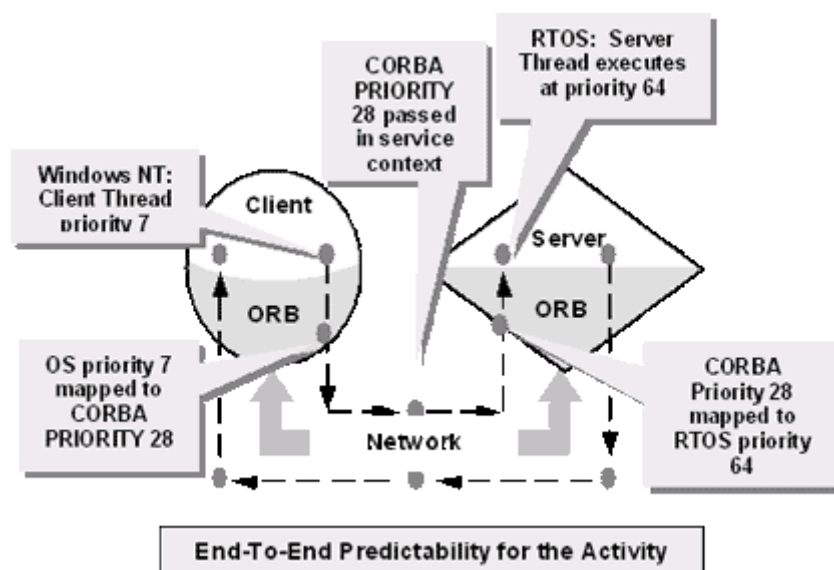 RTOS: Server
Thread executes
at priority 64
CORBA
PRIORITY
28 passed
in service
context
Windows NT:
Client Thread
priority 7
Client
Server
ORB
ORB
OS priority 7
mapped to
CORBA
PRIORITY 28
CORBA
Priority 28
mapped to
RTOS priority
64
Network
End-To-End Predictability for the Activity